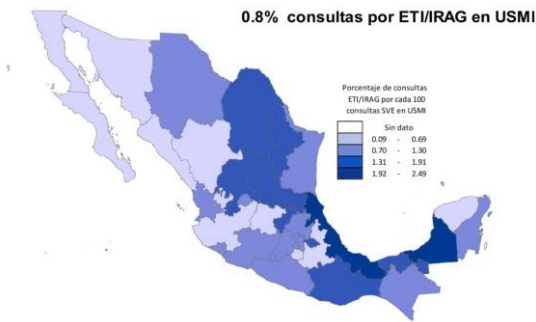 0.8% consultas por ETI/IRAG en USMI
Porcentaje de consultas
ETI/IRAG por cada 100
consultas SVE en USMI
Sin dato
0.09 - 0.69
0.70 - 1.30
1.31 - 1.91
1.92 - 2.49